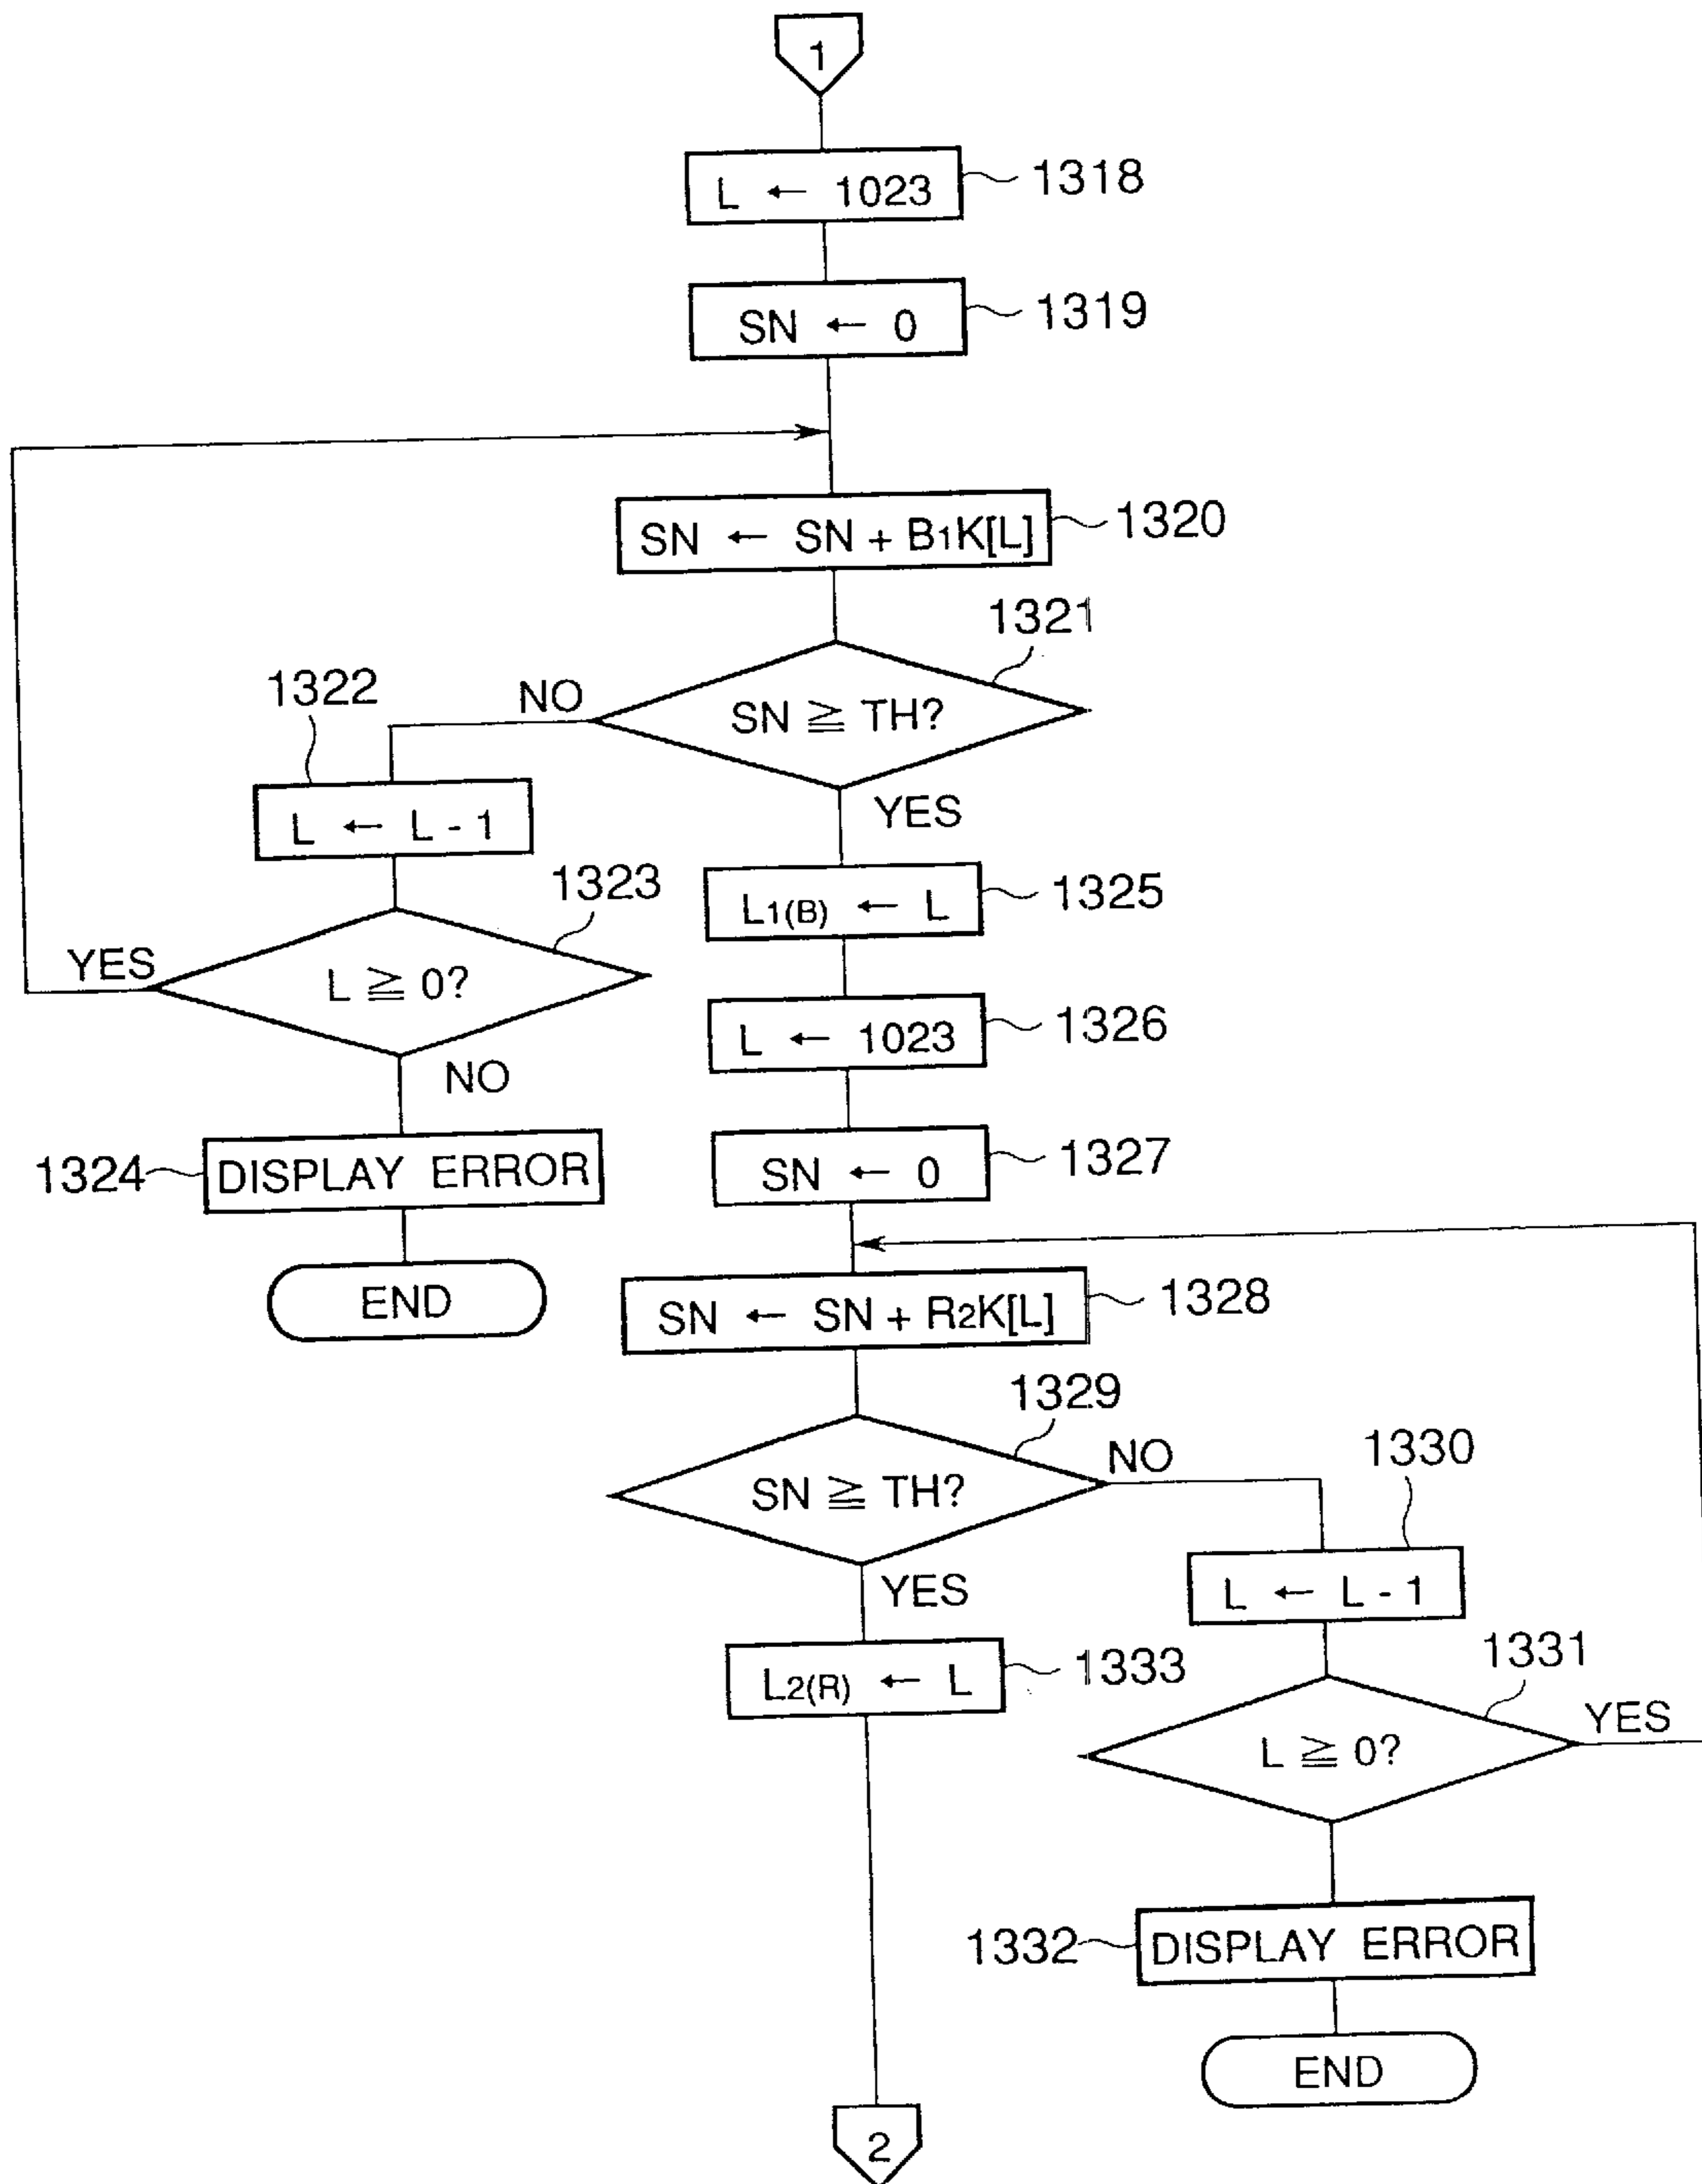 1
L ← 1023
1318
SN ← 0
1319
SN ← SN + B1K[L]
1320
1321
SN ≧ TH?
NO
YES
1322
L ← L - 1
1323
L ≧ 0?
YES
NO
1324
DISPLAY ERROR
END
L1(B) ← L
1325
L ← 1023
1326
SN ← 0
1327
SN ← SN + R2K[L]
1328
1329
SN ≧ TH?
NO
YES
1330
L ← L - 1
1331
L ≧ 0?
YES
1332
DISPLAY ERROR
END
L2(R) ← L
1333
2